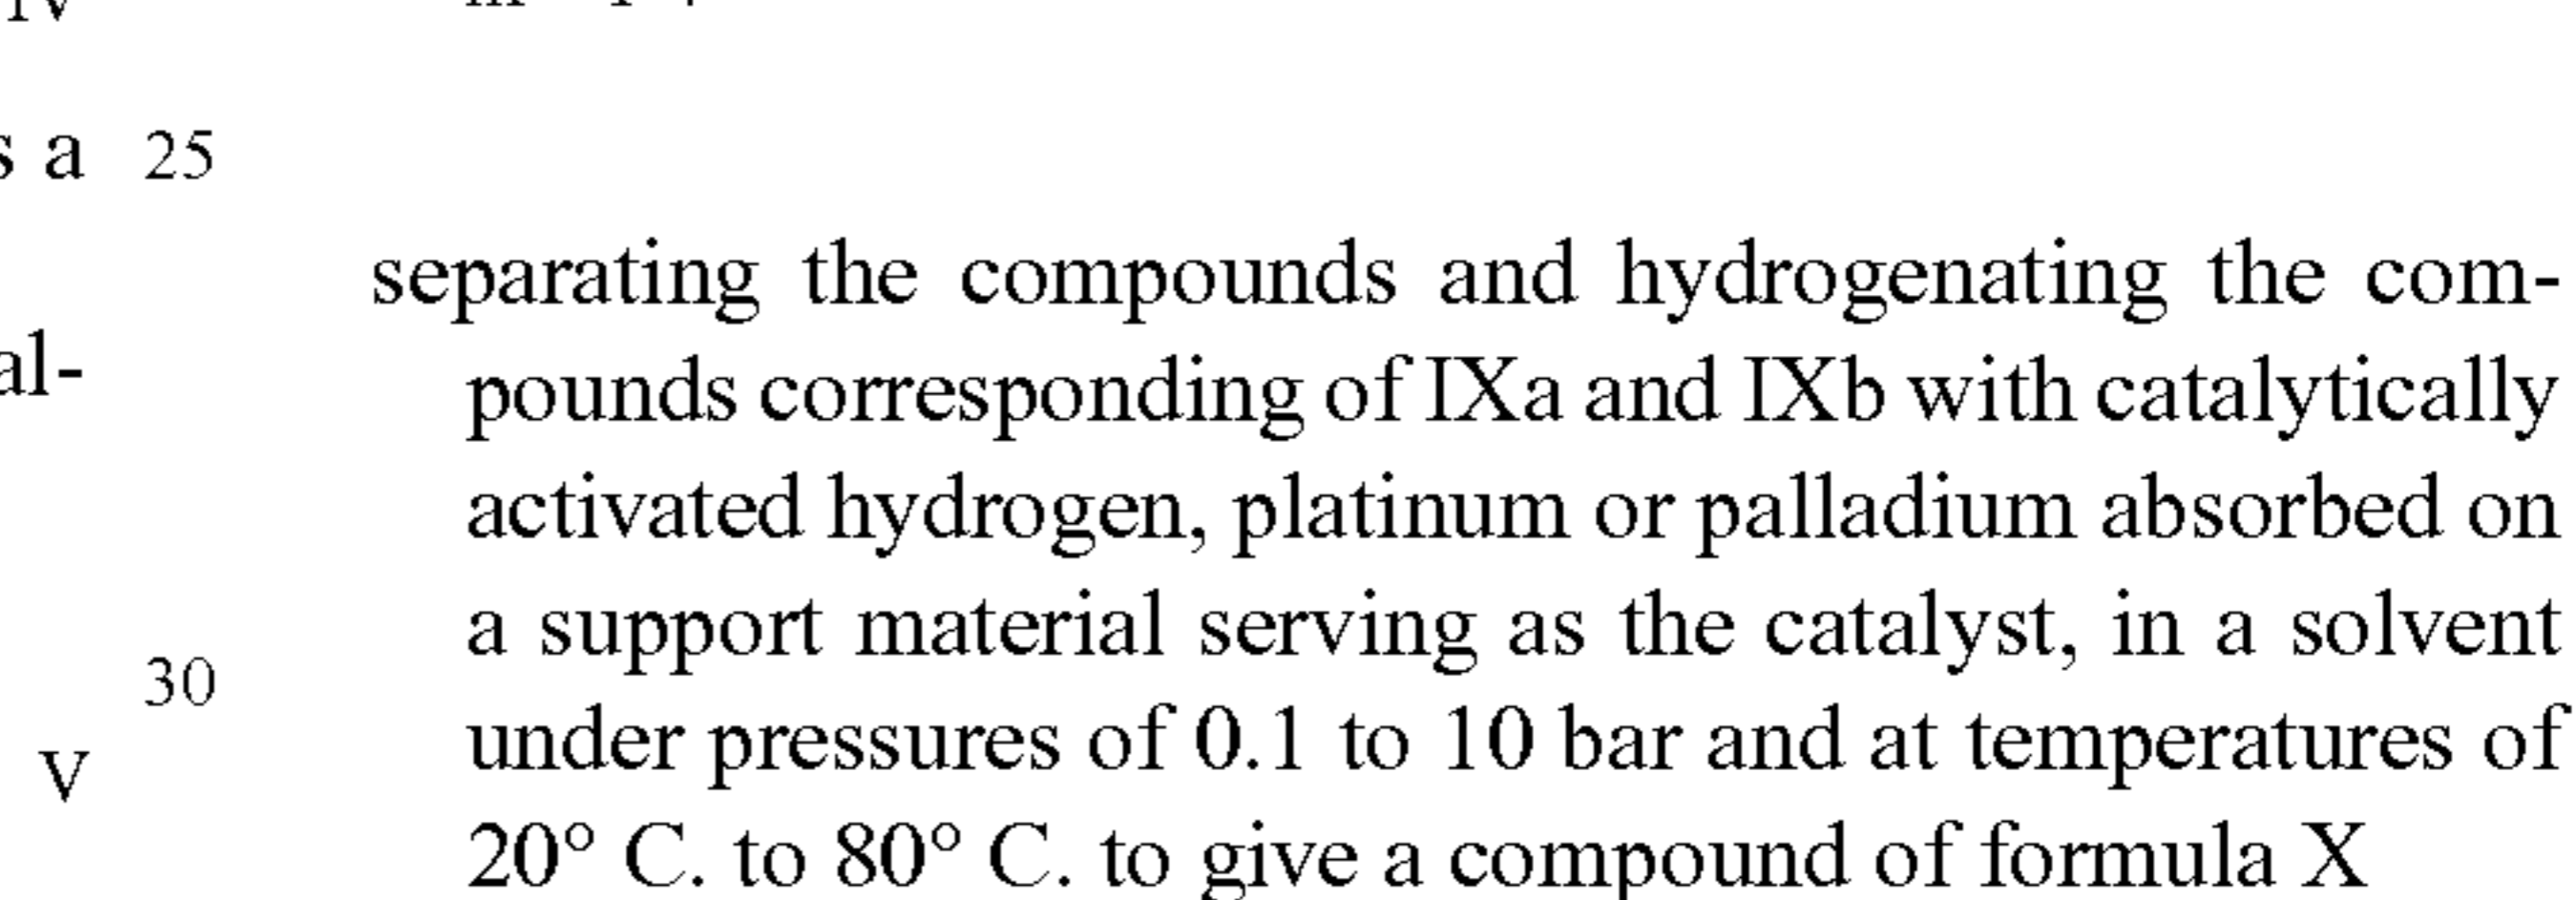 IV
s a 25
separating the compounds and hydrogenating the com-
al-
pounds corresponding of IXa and IXb with catalytically
activated hydrogen, platinum or palladium absorbed on
a support material serving as the catalyst, in a solvent
30
under pressures of 0.1 to 10 bar and at temperatures of
V
20° C. to 80° C. to give a compound of formula X